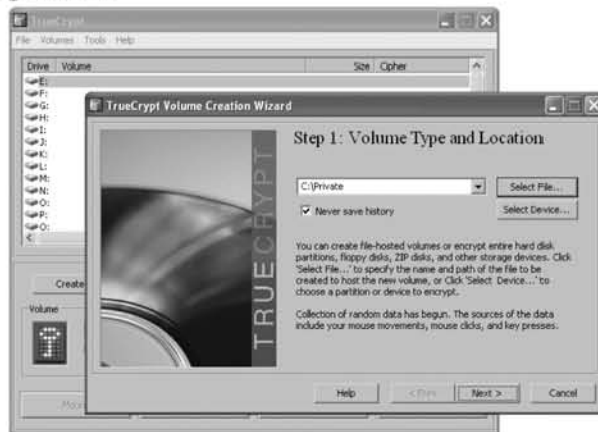 TrueCrypt
File Volumes Tools Help
Drive Volume Size Cipher
E:
F:
G:
H:
I:
J:
K:
L:
M:
N:
O:
P:
Q:
Create
Volume
TrueCrypt Volume Creation Wizard
TRUECRYPT
Step 1: Volume Type and Location
C:\Private
Select File...
Never save history
Select Device...
You can create file-hosted volumes or encrypt entire hard disk
partitions, floppy disks, ZIP disks, and other storage devices. Click
'Select File...' to specify the name and path of the file to be
created to host the new volume, or Click 'Select Device...' to
choose a partition or device to encrypt.
Collection of random data has begun. The sources of the data
include your mouse movements, mouse clicks, and key presses.
Help < Prev Next > Cancel